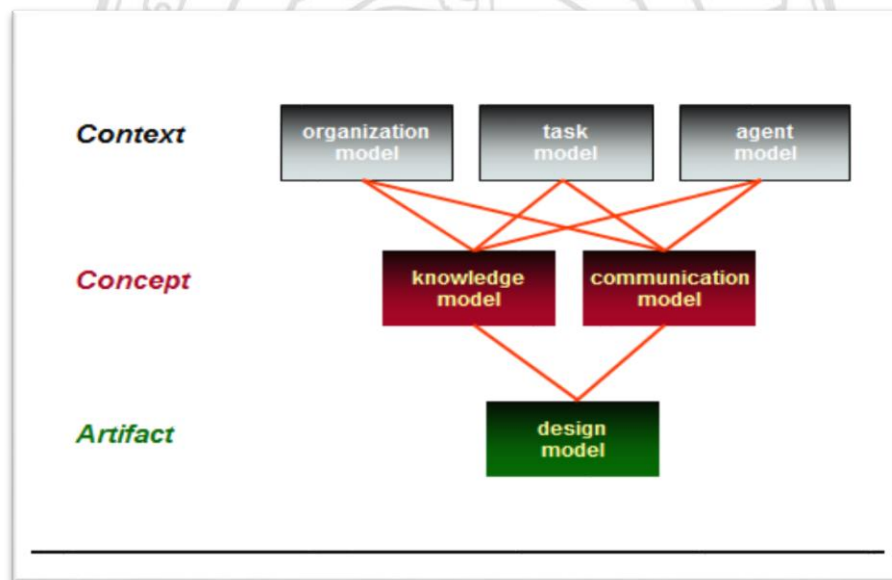 Context
organization
model
task
model
agent
model
Concept
knowledge
model
communication
model
Artifact
design
model